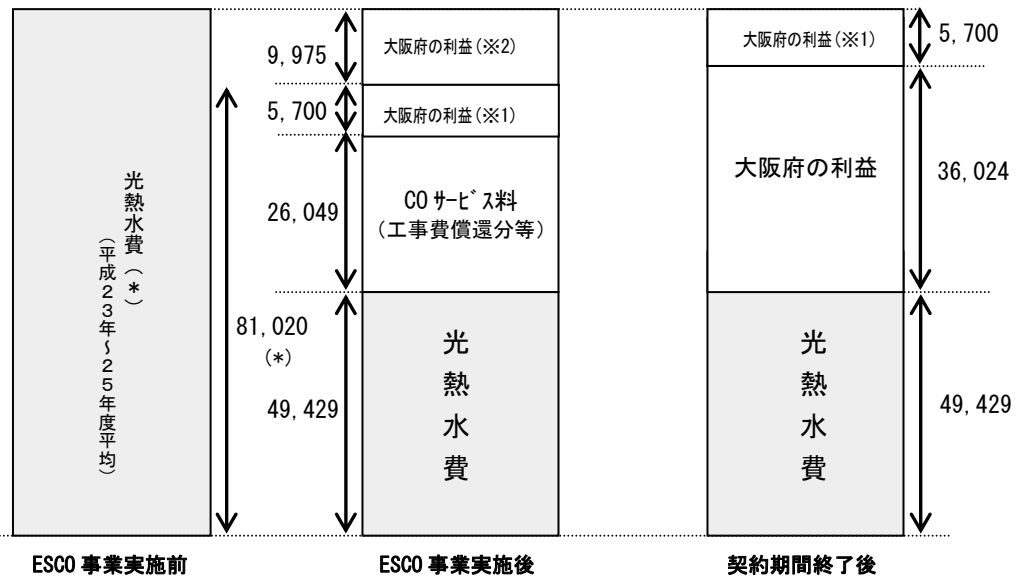 光熱水費(*)
(平成23年~25年度平均)
81,020
(*)
9,975
5,700
26,049
49,429
大阪府の利益(※2)
大阪府の利益(※1)
CO サービス料
(工事費償還分等)
光熱水費
大阪府の利益(※1)
大阪府の利益
光熱水費
5,700
36,024
49,429
ESCO 事業実施前
ESCO 事業実施後
契約期間終了後